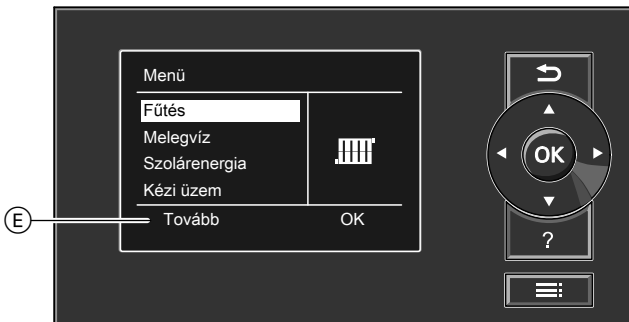 Menü
Fűtés
Melegvíz
Szolárenergia
Kézi üzem
Tovább OK
OK
?
E